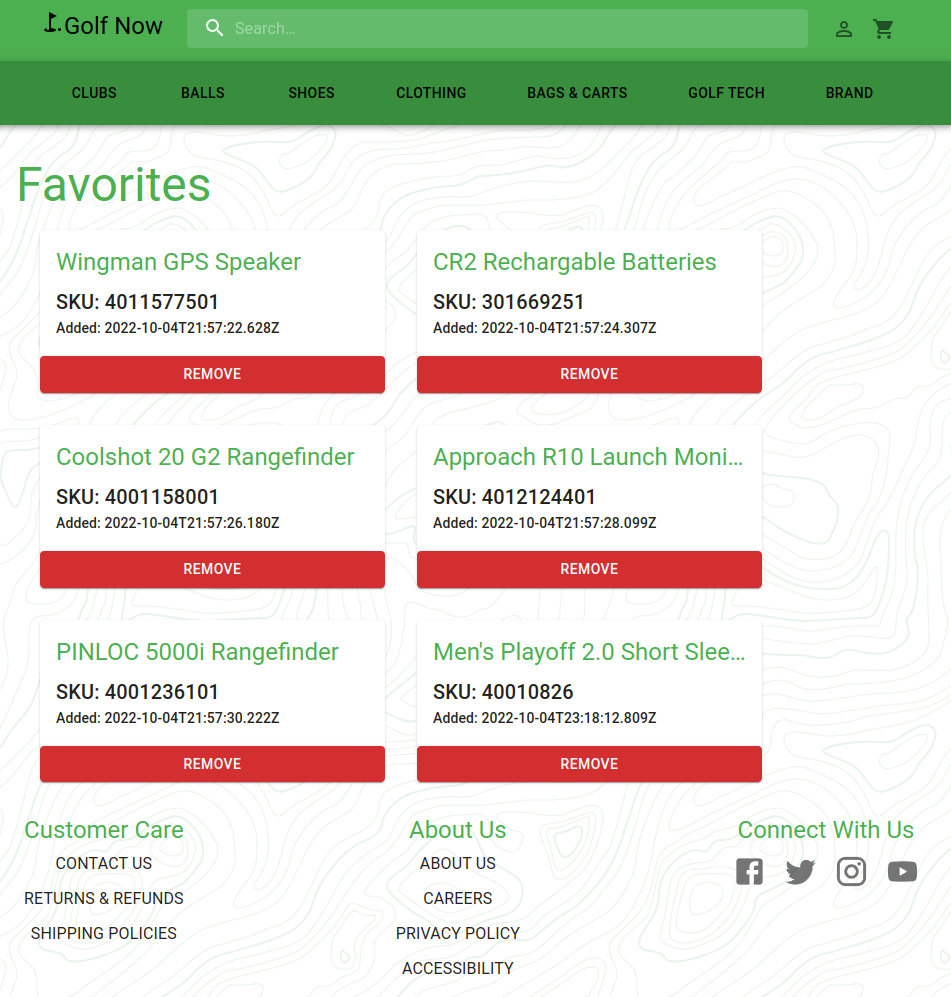 Golf Now
Search...
CLUBS BALLS SHOES CLOTHING BAGS & CARTS GOLF TECH BRAND
Favorites
Wingman GPS Speaker
SKU: 4011577501
Added: 2022-10-04T21:57:22.628Z
REMOVE
CR2 Rechargable Batteries
SKU: 301669251
Added: 2022-10-04T21:57:24.307Z
REMOVE
Coolshot 20 G2 Rangefinder
SKU: 4001158001
Added: 2022-10-04T21:57:26.180Z
REMOVE
Approach R10 Launch Moni...
SKU: 4012124401
Added: 2022-10-04T21:57:28.099Z
REMOVE
PINLOC 5000i Rangefinder
SKU: 4001236101
Added: 2022-10-04T21:57:30.222Z
REMOVE
Men's Playoff 2.0 Short Slee...
SKU: 40010826
Added: 2022-10-04T23:18:12.809Z
REMOVE
Customer Care
CONTACT US
RETURNS & REFUNDS
SHIPPING POLICIES
About Us
ABOUT US
CAREERS
PRIVACY POLICY
ACCESSIBILITY
Connect With Us